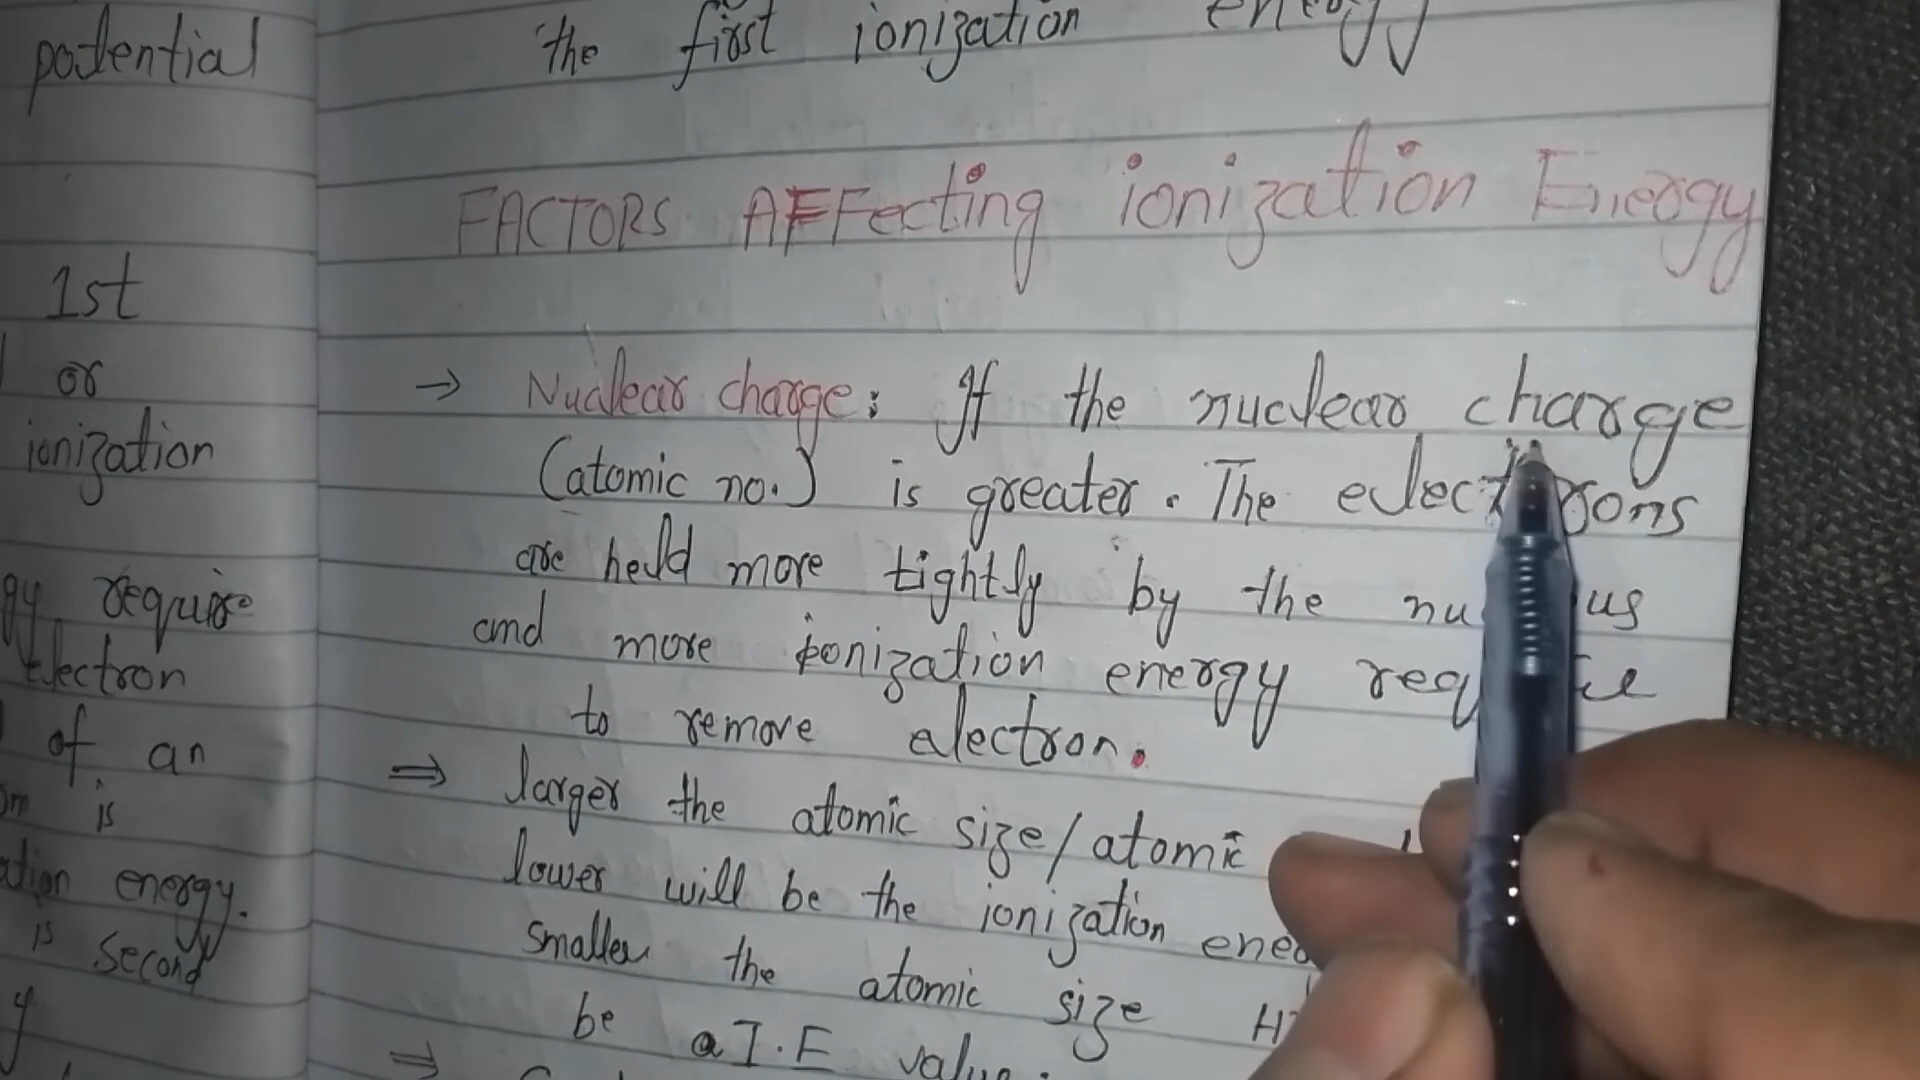 potential
1st
or
ionization
require
electron
of an
is
energy.
is second
y
the first ionization energy
FACTORS AFFecting ionization Energy
→ Nuclear charge: If the nuclear charge
(atomic no.) is greater. The electrons
are held more tightly by the
and more ionization energy
to remove electron.
⇒ larger the atomic size/atomic
lower will be the ionization
smaller the atomic size
be a I.E value.
⇒